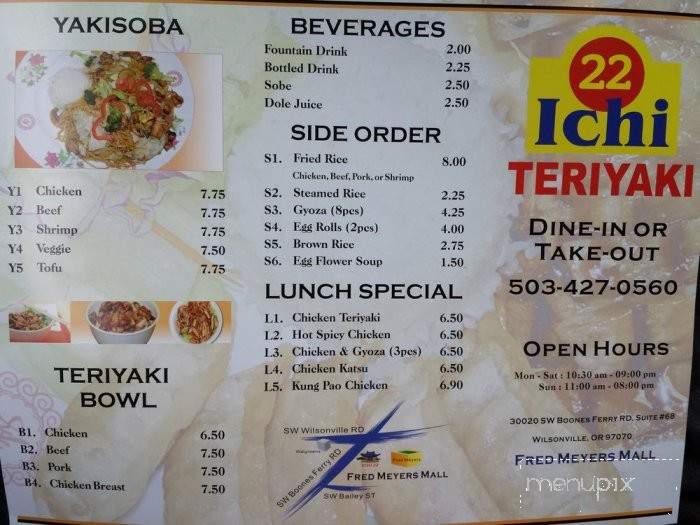 YAKISOBA
Y1 Chicken 7.75
Y2 Beef 7.75
Y3 Shrimp 7.75
Y4 Veggie 7.50
Y5 Tofu 7.75
TERIYAKI
BOWL
B1. Chicken 6.50
B2. Beef 7.50
B3. Pork 7.50
B4. Chicken Breast 7.50
BEVERAGES
Fountain Drink 2.00
Bottled Drink 2.25
Sobe 2.50
Dole Juice 2.50
SIDE ORDER
S1. Fried Rice 8.00
Chicken, Beef, Pork, or Shrimp
S2. Steamed Rice 2.25
S3. Gyoza (8pcs) 4.25
S4. Egg Rolls (2pcs) 4.00
S5. Brown Rice 2.75
S6. Egg Flower Soup 1.50
LUNCH SPECIAL
L1. Chicken Teriyaki 6.50
L2. Hot Spicy Chicken 6.50
L3. Chicken & Gyoza (3pcs) 6.50
L4. Chicken Katsu 6.50
L5. Kung Pao Chicken 6.90
SW Wilsonville RD
Walgreens
SW Boones Ferry RD
Fred Meyers
FRED MEYERS MALL
SW Bailey ST
22
Ichi
TERIYAKI
DINE-IN OR
TAKE-OUT
503-427-0560
OPEN HOURS
Mon - Sat : 10:30 am - 09:00 pm
Sun : 11:00 am - 08:00 pm
30020 SW BOONES FERRY RD. SUITE #68
WILSONVILLE, OR 97070
FRED MEYERS MALL
menupix